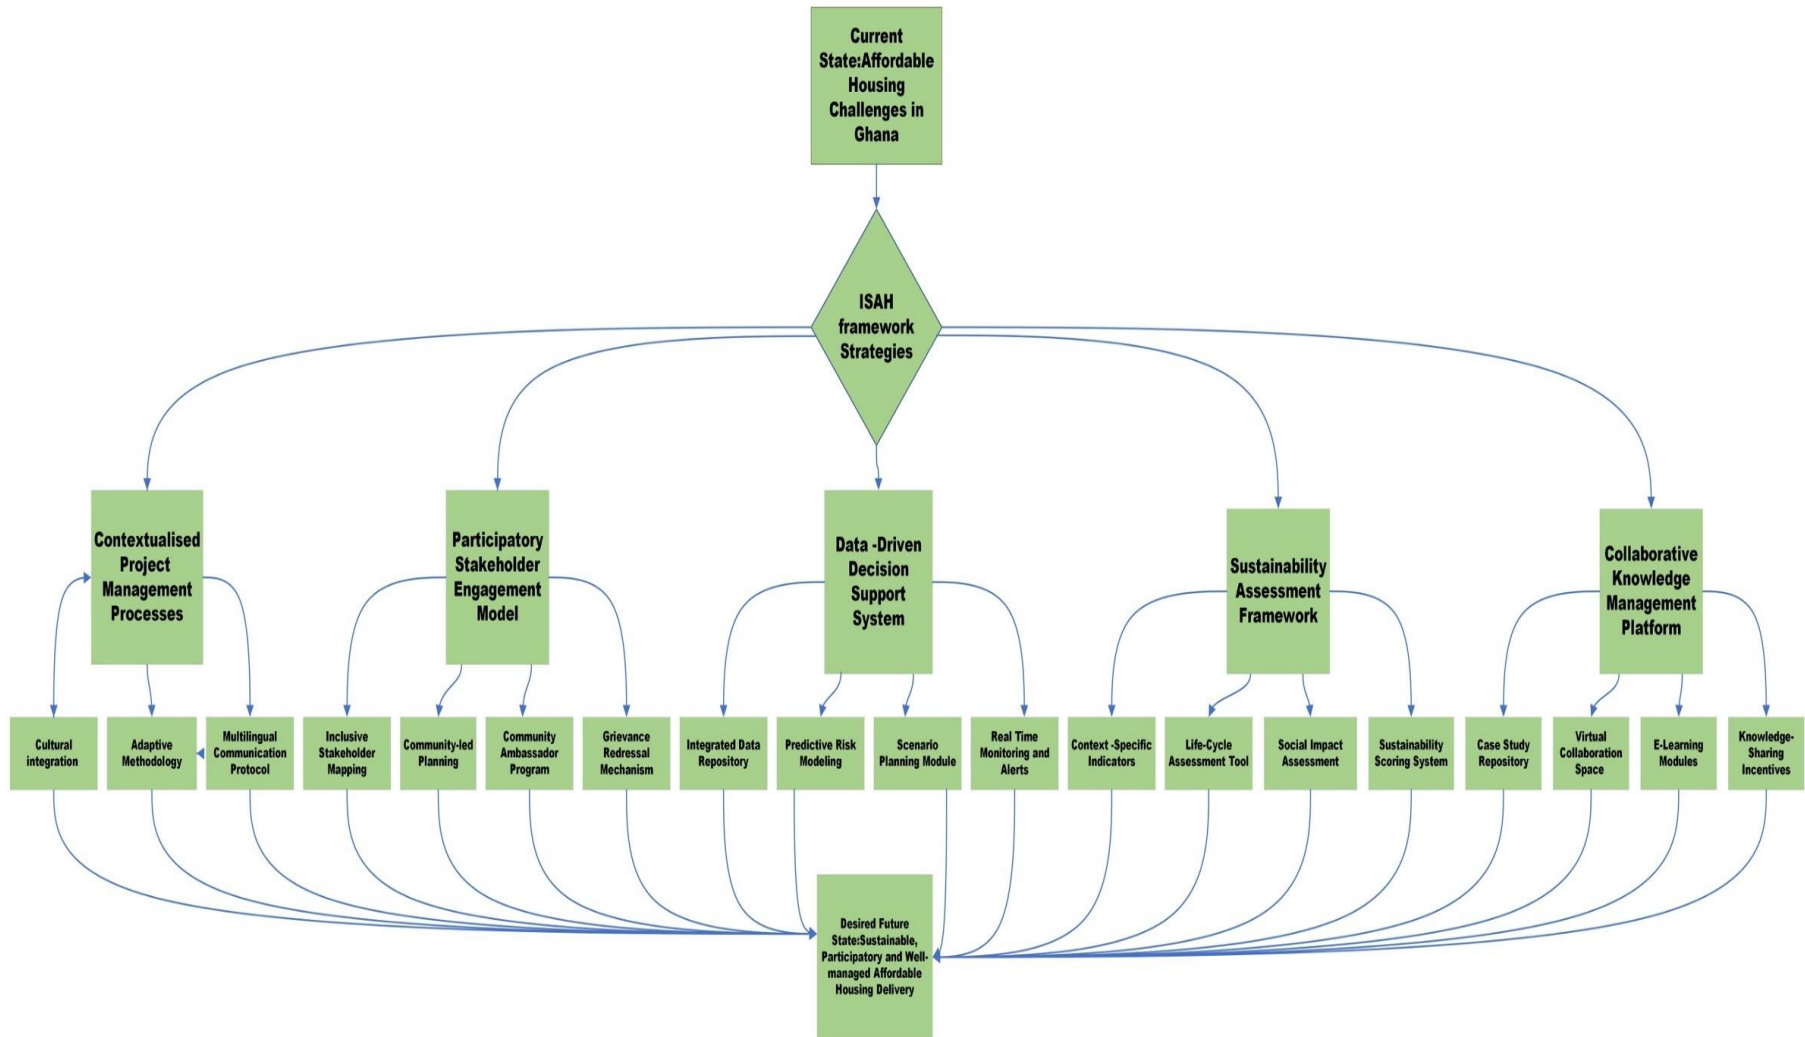 Current
State:Affordable
Housing
Challenges in
Ghana
ISAH
framework
Strategies
Contextualised
Project
Management
Processes
Participatory
Stakeholder
Engagement
Model
Data -Driven
Decision
Support
System
Sustainability
Assessment
Framework
Collaborative
Knowledge
Management
Platform
Cultural
integration
Adaptive
Methodology
Multilingual
Communication
Protocol
Inclusive
Stakeholder
Mapping
Community-led
Planning
Community
Ambassador
Program
Grievance
Redressal
Mechanism
Integrated Data
Repository
Predictive Risk
Modeling
Scenario
Planning Module
Real Time
Monitoring and
Alerts
Context -Specific
Indicators
Life-Cycle
Assessment Tool
Social Impact
Assessment
Sustainability
Scoring System
Case Study
Repository
Virtual
Collaboration
Space
E-Learning
Modules
Knowledge-
Sharing
Incentives
Desired Future
State:Sustainable,
Participatory and Well-
managed Affordable
Housing Delivery